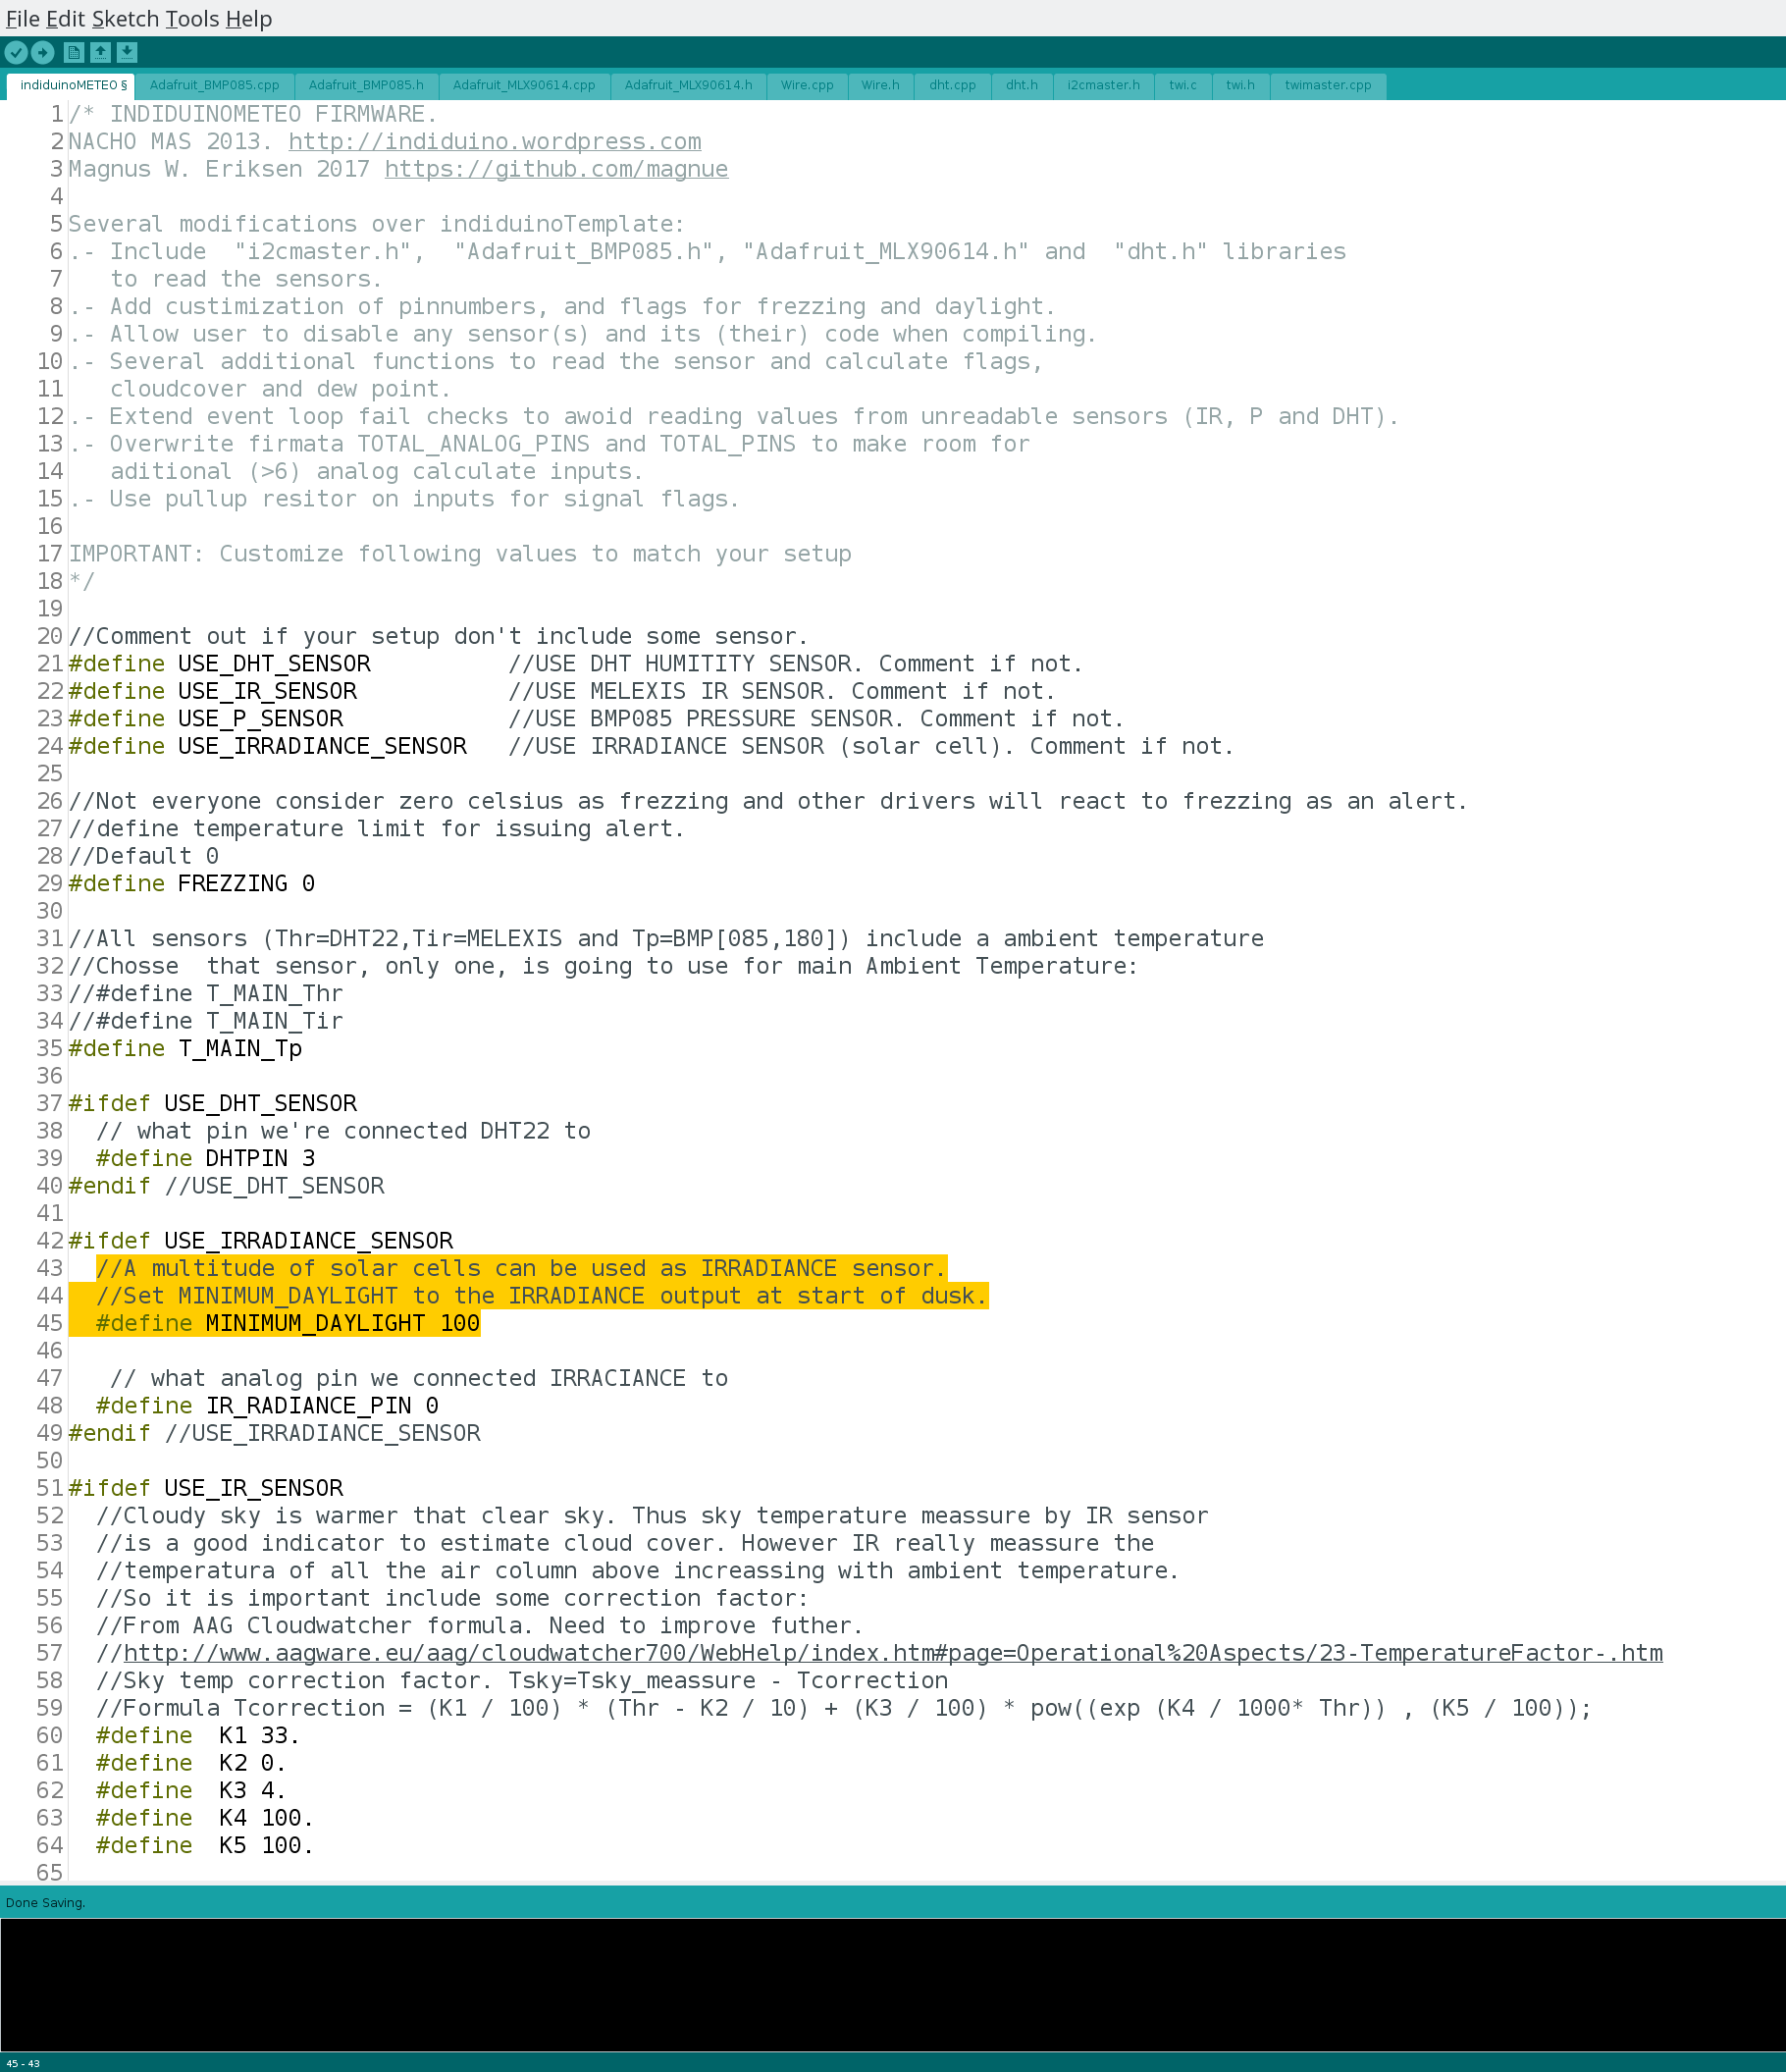 File Edit Sketch Tools Help
indiduinoMETEO § Adafruit_BMP085.cpp Adafruit_BMP085.h Adafruit_MLX90614.cpp Adafruit_MLX90614.h Wire.cpp Wire.h dht.cpp dht.h i2cmaster.h twi.c twi.h twimaster.cpp
1 /* INDIDUINOMETEO FIRMWARE.
2 NACHO MAS 2013. http://indiduino.wordpress.com
3 Magnus W. Eriksen 2017 https://github.com/magnue
4
5 Several modifications over indiduinoTemplate:
6 .- Include  "i2cmaster.h",  "Adafruit_BMP085.h", "Adafruit_MLX90614.h" and  "dht.h" libraries
7    to read the sensors.
8 .- Add custimization of pinnumbers, and flags for frezzing and daylight.
9 .- Allow user to disable any sensor(s) and its (their) code when compiling.
10 .- Several additional functions to read the sensor and calculate flags,
11    cloudcover and dew point.
12 .- Extend event loop fail checks to awoid reading values from unreadable sensors (IR, P and DHT).
13 .- Overwrite firmata TOTAL_ANALOG_PINS and TOTAL_PINS to make room for
14    aditional (>6) analog calculate inputs.
15 .- Use pullup resitor on inputs for signal flags.
16
17 IMPORTANT: Customize following values to match your setup
18 */
19
20 //Comment out if your setup don't include some sensor.
21 #define USE_DHT_SENSOR          //USE DHT HUMITITY SENSOR. Comment if not.
22 #define USE_IR_SENSOR           //USE MELEXIS IR SENSOR. Comment if not.
23 #define USE_P_SENSOR            //USE BMP085 PRESSURE SENSOR. Comment if not.
24 #define USE_IRRADIANCE_SENSOR   //USE IRRADIANCE SENSOR (solar cell). Comment if not.
25
26 //Not everyone consider zero celsius as frezzing and other drivers will react to frezzing as an alert.
27 //define temperature limit for issuing alert.
28 //Default 0
29 #define FREZZING 0
30
31 //All sensors (Thr=DHT22,Tir=MELEXIS and Tp=BMP[085,180]) include a ambient temperature
32 //Chosse  that sensor, only one, is going to use for main Ambient Temperature:
33 //#define T_MAIN_Thr
34 //#define T_MAIN_Tir
35 #define T_MAIN_Tp
36
37 #ifdef USE_DHT_SENSOR
38   // what pin we're connected DHT22 to
39   #define DHTPIN 3
40 #endif //USE_DHT_SENSOR
41
42 #ifdef USE_IRRADIANCE_SENSOR
43   //A multitude of solar cells can be used as IRRADIANCE sensor.
44   //Set MINIMUM_DAYLIGHT to the IRRADIANCE output at start of dusk.
45   #define MINIMUM_DAYLIGHT 100
46
47    // what analog pin we connected IRRACIANCE to
48   #define IR_RADIANCE_PIN 0
49 #endif //USE_IRRADIANCE_SENSOR
50
51 #ifdef USE_IR_SENSOR
52   //Cloudy sky is warmer that clear sky. Thus sky temperature meassure by IR sensor
53   //is a good indicator to estimate cloud cover. However IR really meassure the
54   //temperatura of all the air column above increassing with ambient temperature.
55   //So it is important include some correction factor:
56   //From AAG Cloudwatcher formula. Need to improve futher.
57   //http://www.aagware.eu/aag/cloudwatcher700/WebHelp/index.htm#page=Operational%20Aspects/23-TemperatureFactor-.htm
58   //Sky temp correction factor. Tsky=Tsky_meassure - Tcorrection
59   //Formula Tcorrection = (K1 / 100) * (Thr - K2 / 10) + (K3 / 100) * pow((exp (K4 / 1000* Thr)) , (K5 / 100));
60   #define  K1 33.
61   #define  K2 0.
62   #define  K3 4.
63   #define  K4 100.
64   #define  K5 100.
65
Done Saving.
45 - 43